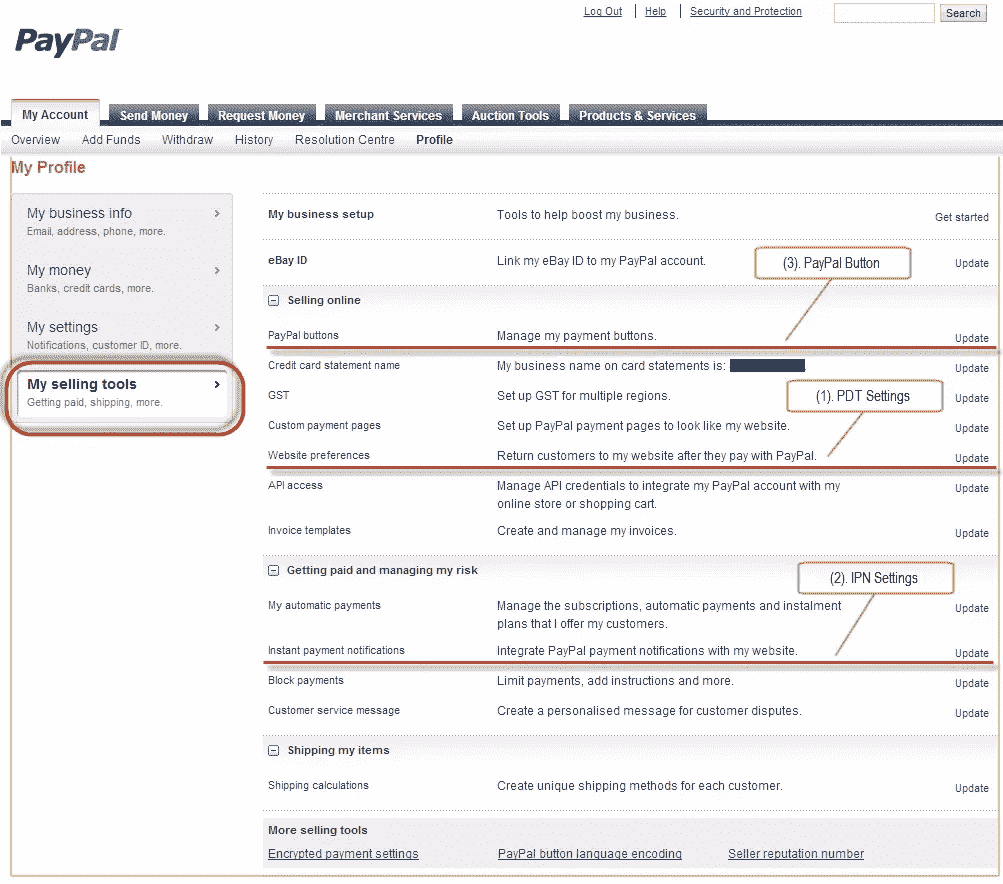 Log Out | Help | Security and Protection Search
PayPal
My Account Send Money Request Money Merchant Services Auction Tools Products & Services
Overview Add Funds Withdraw History Resolution Centre Profile
My Profile
My business info
Email, address, phone, more.
My money
Banks, credit cards, more.
My settings
Notifications, customer ID, more.
My selling tools
Getting paid, shipping, more.
My business setup Tools to help boost my business. Get started
eBay ID Link my eBay ID to my PayPal account. Update
(3). PayPal Button
Selling online
PayPal buttons Manage my payment buttons. Update
Credit card statement name My business name on card statements is: Update
GST Set up GST for multiple regions. Update
(1). PDT Settings
Custom payment pages Set up PayPal payment pages to look like my website. Update
Website preferences Return customers to my website after they pay with PayPal. Update
API access Manage API credentials to integrate my PayPal account with my Update
online store or shopping cart.
Invoice templates Create and manage my invoices. Update
Getting paid and managing my risk
(2). IPN Settings
My automatic payments Manage the subscriptions, automatic payments and instalment Update
plans that I offer my customers.
Instant payment notifications Integrate PayPal payment notifications with my website. Update
Block payments Limit payments, add instructions and more. Update
Customer service message Create a personalised message for customer disputes. Update
Shipping my items
Shipping calculations Create unique shipping methods for each customer. Update
More selling tools
Encrypted payment settings PayPal button language encoding Seller reputation number